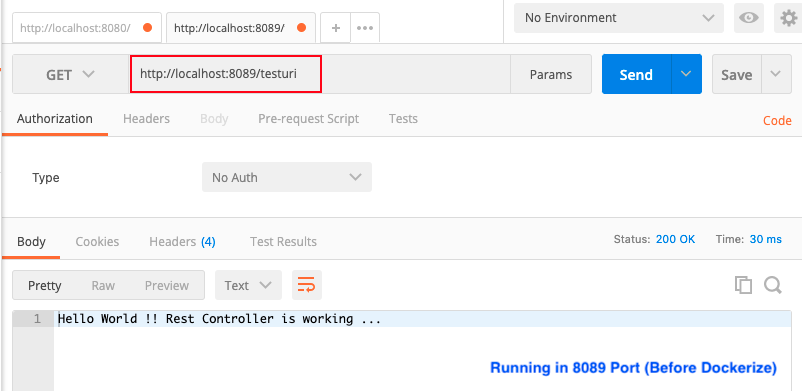 http://localhost:8080/ http://localhost:8089/ + ••• No Environment
GET http://localhost:8089/testuri Params Send Save
Authorization Headers Body Pre-request Script Tests Code
Type No Auth
Body Cookies Headers (4) Test Results Status: 200 OK Time: 30 ms
Pretty Raw Preview Text
1 Hello World !! Rest Controller is working ...
Running in 8089 Port (Before Dockerize)